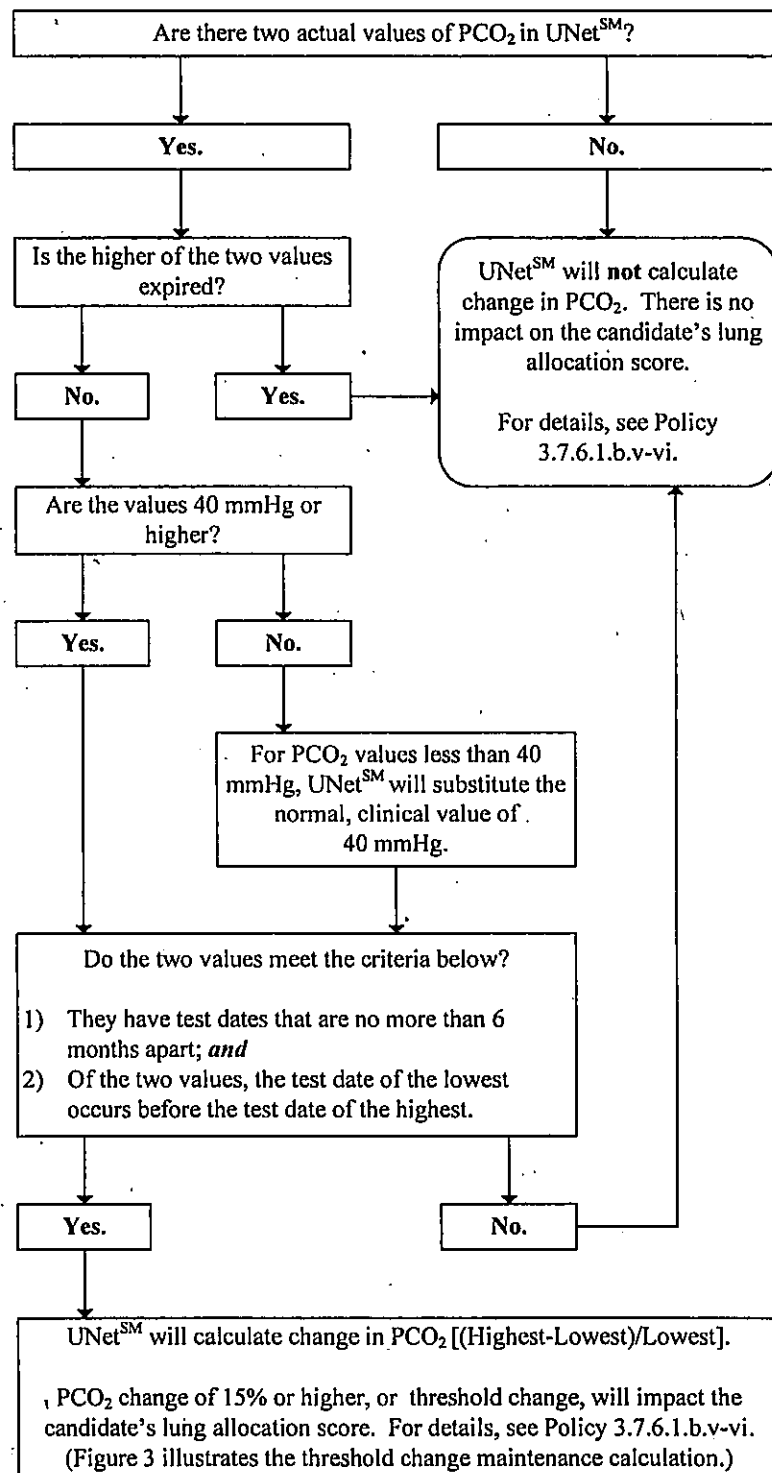 Are there two actual values of PCO₂ in UNet^SM?
Yes.
No.
Is the higher of the two values
expired?
UNet^SM will not calculate
change in PCO₂. There is no
impact on the candidate's lung
allocation score.
For details, see Policy
3.7.6.1.b.v-vi.
No.
Yes.
Are the values 40 mmHg or
higher?
Yes.
No.
For PCO₂ values less than 40
mmHg, UNet^SM will substitute the
normal, clinical value of
40 mmHg.
Do the two values meet the criteria below?
1) They have test dates that are no more than 6
months apart; and
2) Of the two values, the test date of the lowest
occurs before the test date of the highest.
Yes.
No.
UNet^SM will calculate change in PCO₂ [(Highest-Lowest)/Lowest].
PCO₂ change of 15% or higher, or threshold change, will impact the
candidate's lung allocation score. For details, see Policy 3.7.6.1.b.v-vi.
(Figure 3 illustrates the threshold change maintenance calculation.)